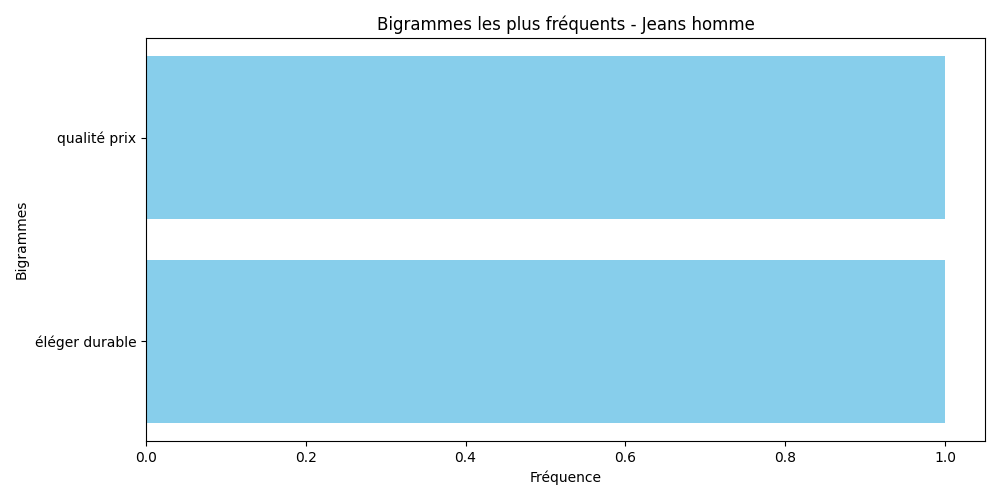 Bigrammes les plus fréquents - Jeans homme
qualité prix
éléger durable
Bigrammes
0.0 0.2 0.4 0.6 0.8 1.0
Fréquence